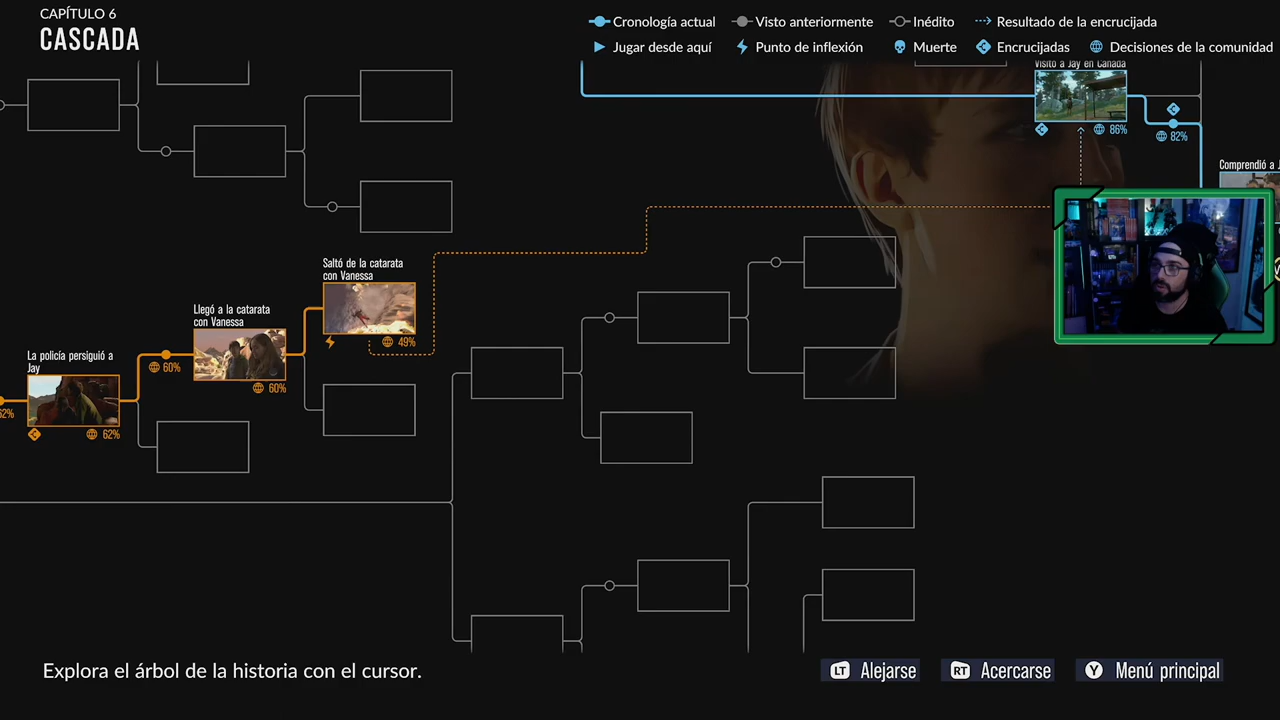 CAPÍTULO 6
CASCADA
Cronología actual
Visto anteriormente
Inédito
Resultado de la encrucijada
Jugar desde aquí
Punto de inflexión
Muerte
Encrucijadas
Decisiones de la comunidad
Visitó a Jay en Canadá
86%
82%
Comprendió a J
Saltó de la catarata
con Vanessa
49%
Llegó a la catarata
con Vanessa
60%
60%
La policía persiguió a
Jay
62%
62%
Explora el árbol de la historia con el cursor.
LT Alejarse
RT Acercarse
Y Menú principal